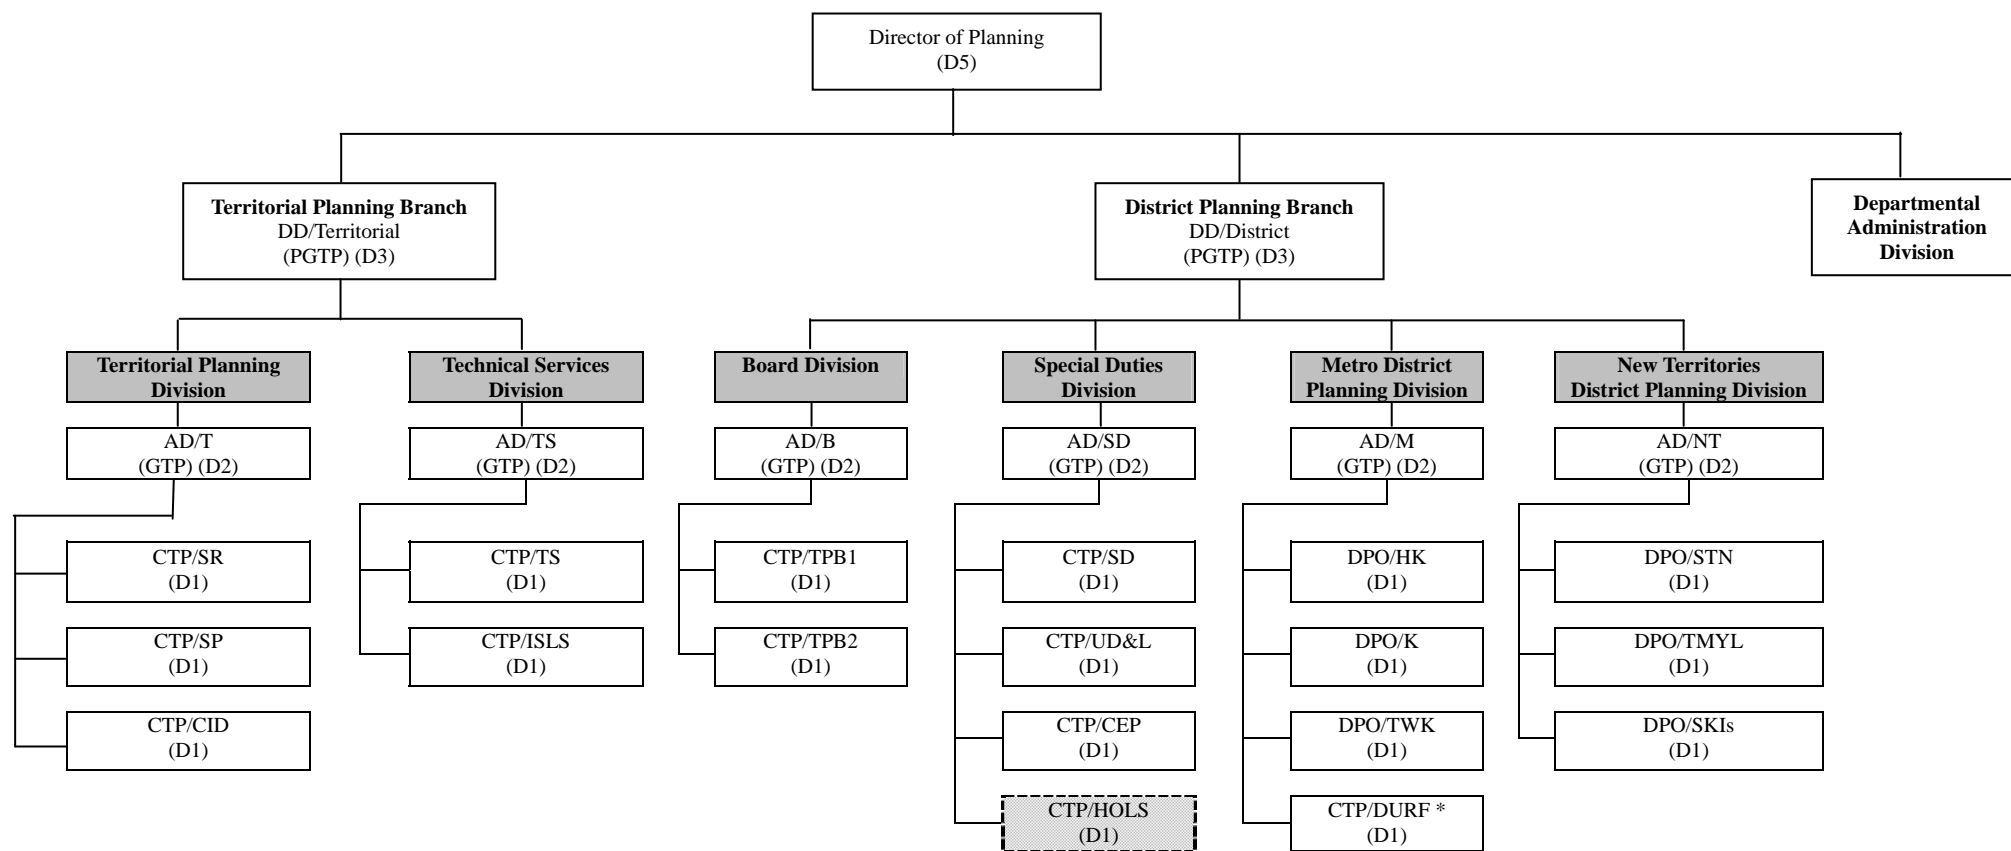 Director of Planning
(D5)
Territorial Planning Branch
DD/Territorial
(PGTP) (D3)
District Planning Branch
DD/District
(PGTP) (D3)
Departmental
Administration
Division
Territorial Planning
Division
Technical Services
Division
Board Division
Special Duties
Division
Metro District
Planning Division
New Territories
District Planning Division
AD/T
(GTP) (D2)
AD/TS
(GTP) (D2)
AD/B
(GTP) (D2)
AD/SD
(GTP) (D2)
AD/M
(GTP) (D2)
AD/NT
(GTP) (D2)
CTP/SR
(D1)
CTP/TS
(D1)
CTP/TPB1
(D1)
CTP/SD
(D1)
DPO/HK
(D1)
DPO/STN
(D1)
CTP/SP
(D1)
CTP/ISLS
(D1)
CTP/TPB2
(D1)
CTP/UD&L
(D1)
DPO/K
(D1)
DPO/TMYL
(D1)
CTP/CID
(D1)
CTP/CEP
(D1)
DPO/TWK
(D1)
DPO/SKIs
(D1)
CTP/HOLS
(D1)
CTP/DURF *
(D1)